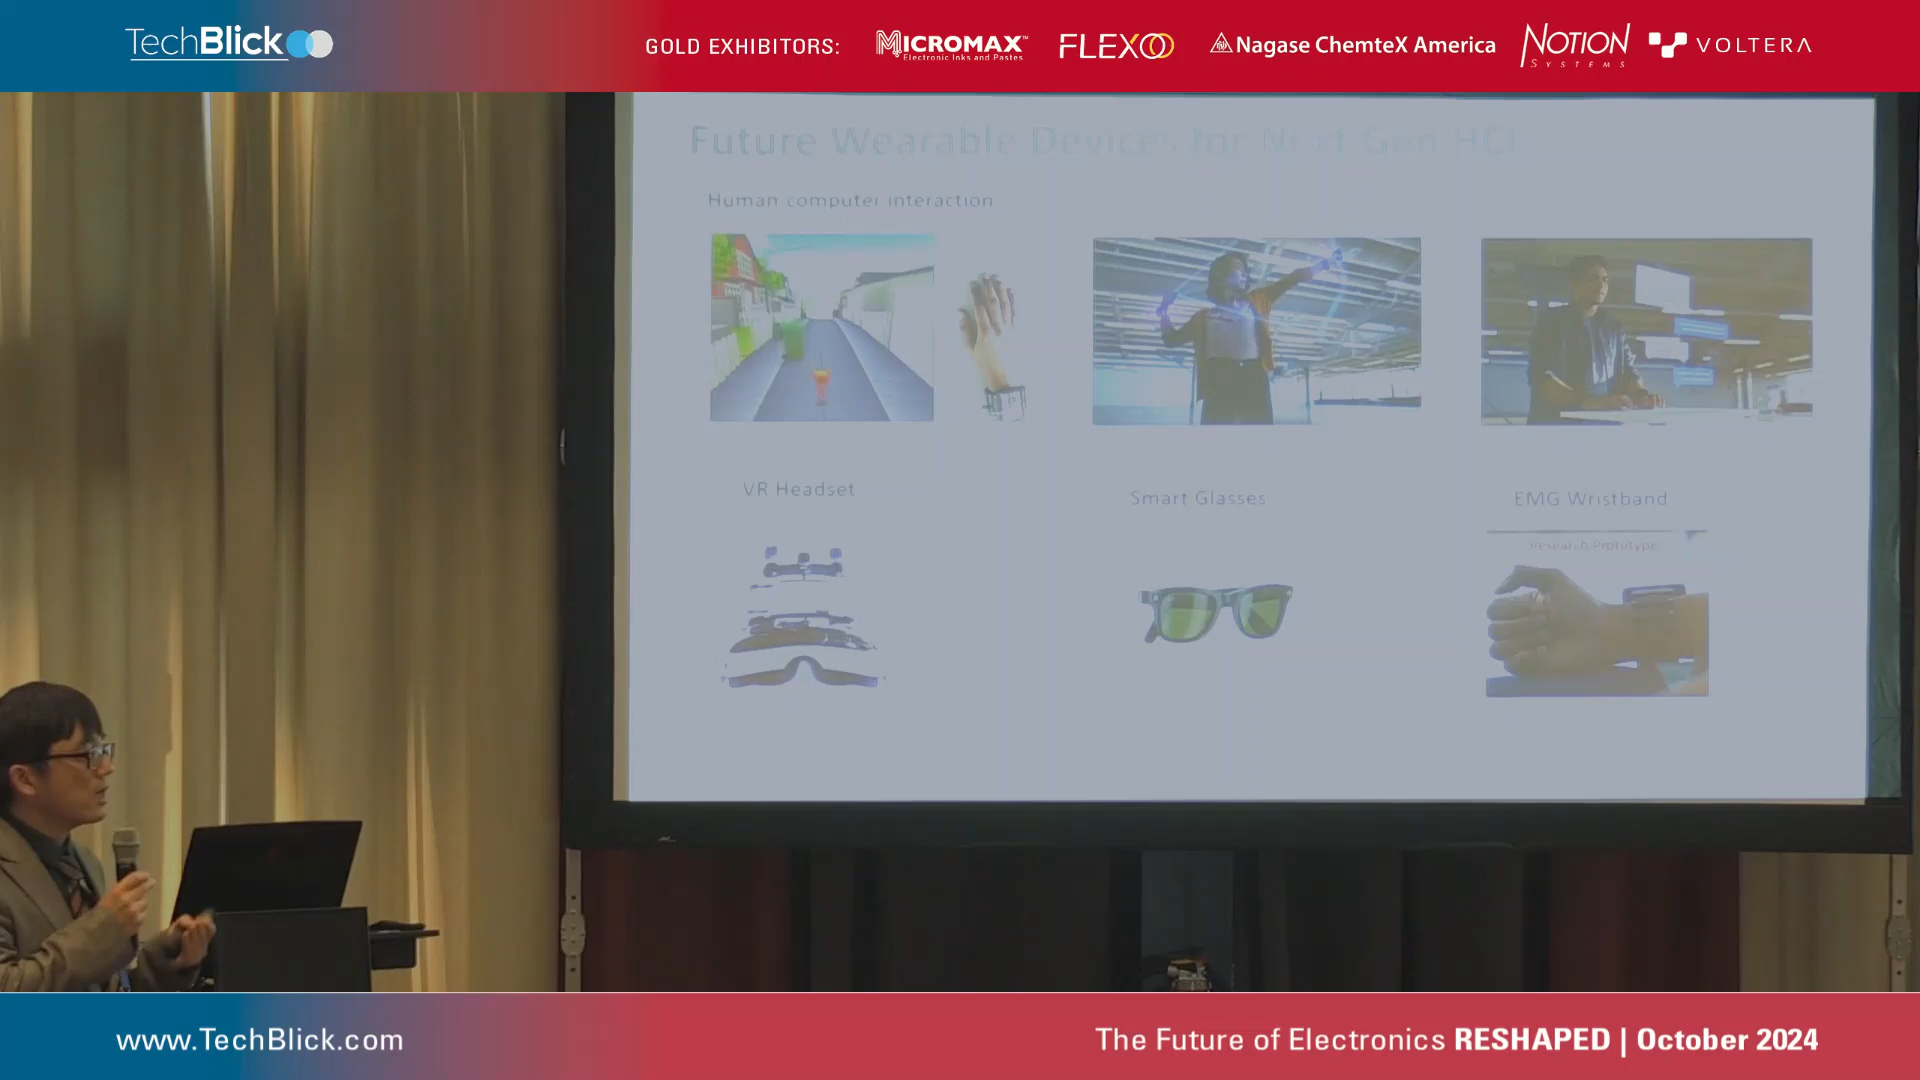 TechBlick
GOLD EXHIBITORS:
MICROMAX™
Electronic Inks and Pastes
FLEXOO
Nagase ChemteX America
NOTION
SYSTEMS
VOLTERA
Future Wearable Devices for Next Gen HCI
Human computer interaction
VR Headset
Smart Glasses
EMG Wristband
Research Prototype
www.TechBlick.com
The Future of Electronics RESHAPED | October 2024